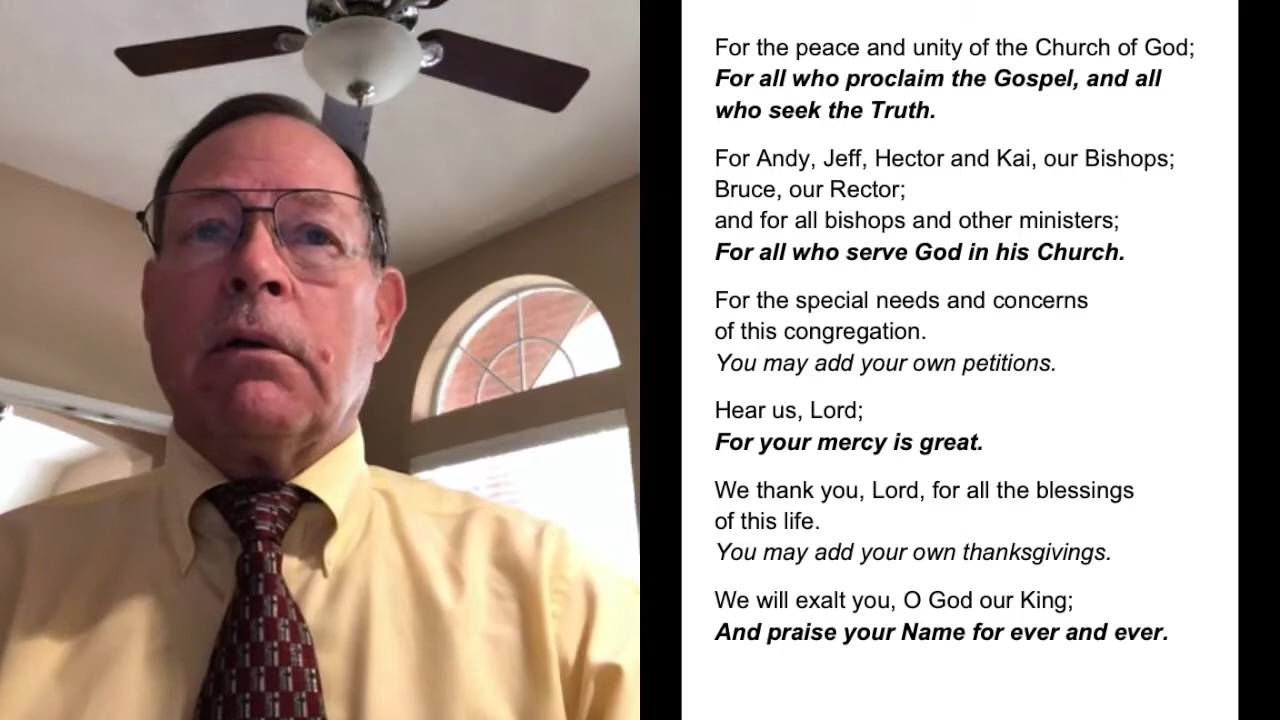 For the peace and unity of the Church of God;
For all who proclaim the Gospel, and all
who seek the Truth.
For Andy, Jeff, Hector and Kai, our Bishops;
Bruce, our Rector;
and for all bishops and other ministers;
For all who serve God in his Church.
For the special needs and concerns
of this congregation.
You may add your own petitions.
Hear us, Lord;
For your mercy is great.
We thank you, Lord, for all the blessings
of this life.
You may add your own thanksgivings.
We will exalt you, O God our King;
And praise your Name for ever and ever.